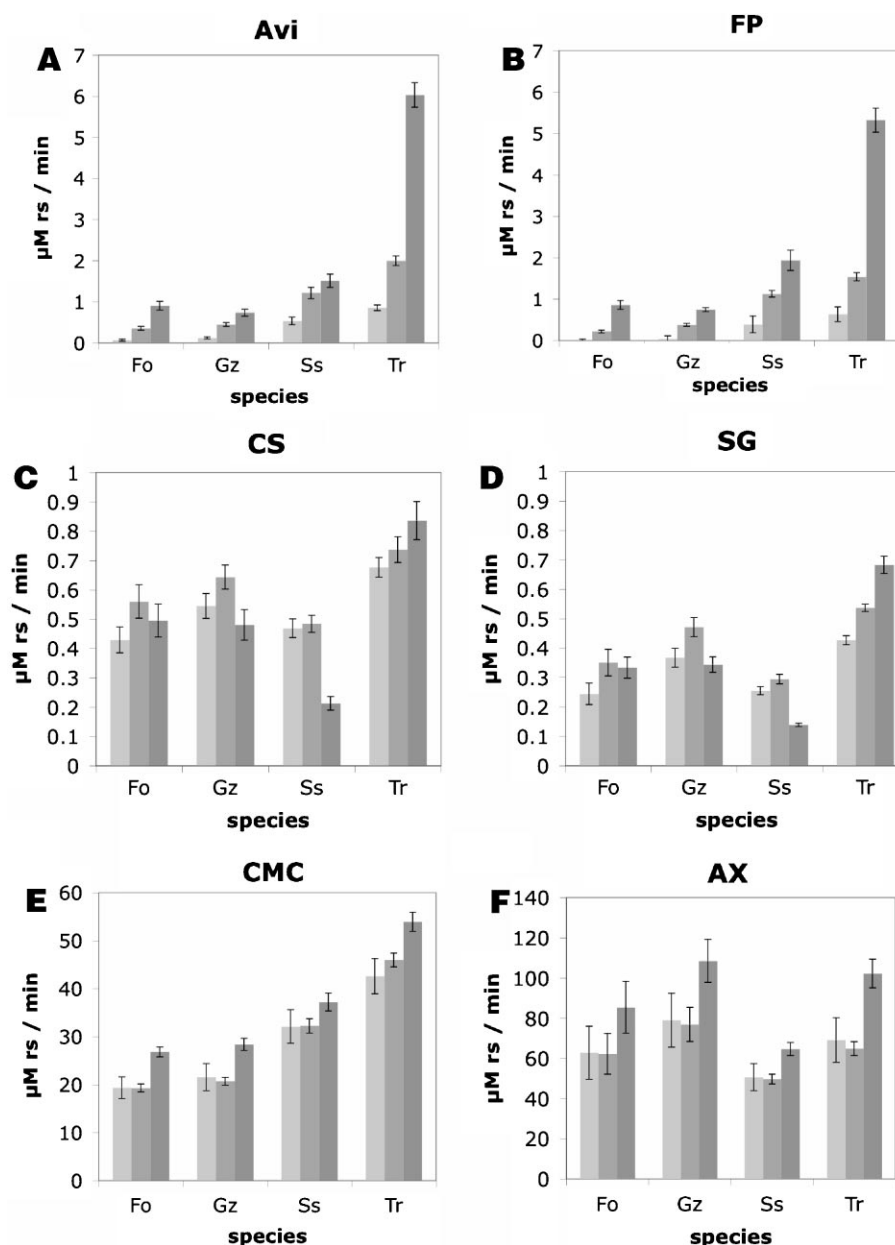 Avi
A
7
6
5
4
3
2
1
0
µM rs / min
Fo Gz Ss Tr
species
FP
B
7
6
5
4
3
2
1
0
µM rs / min
Fo Gz Ss Tr
species
CS
C
1
0.9
0.8
0.7
0.6
0.5
0.4
0.3
0.2
0.1
0
µM rs / min
Fo Gz Ss Tr
species
SG
D
1
0.9
0.8
0.7
0.6
0.5
0.4
0.3
0.2
0.1
0
µM rs / min
Fo Gz Ss Tr
species
CMC
E
60
50
40
30
20
10
0
µM rs / min
Fo Gz Ss Tr
species
AX
F
140
120
100
80
60
40
20
0
µM rs / min
Fo Gz Ss Tr
species